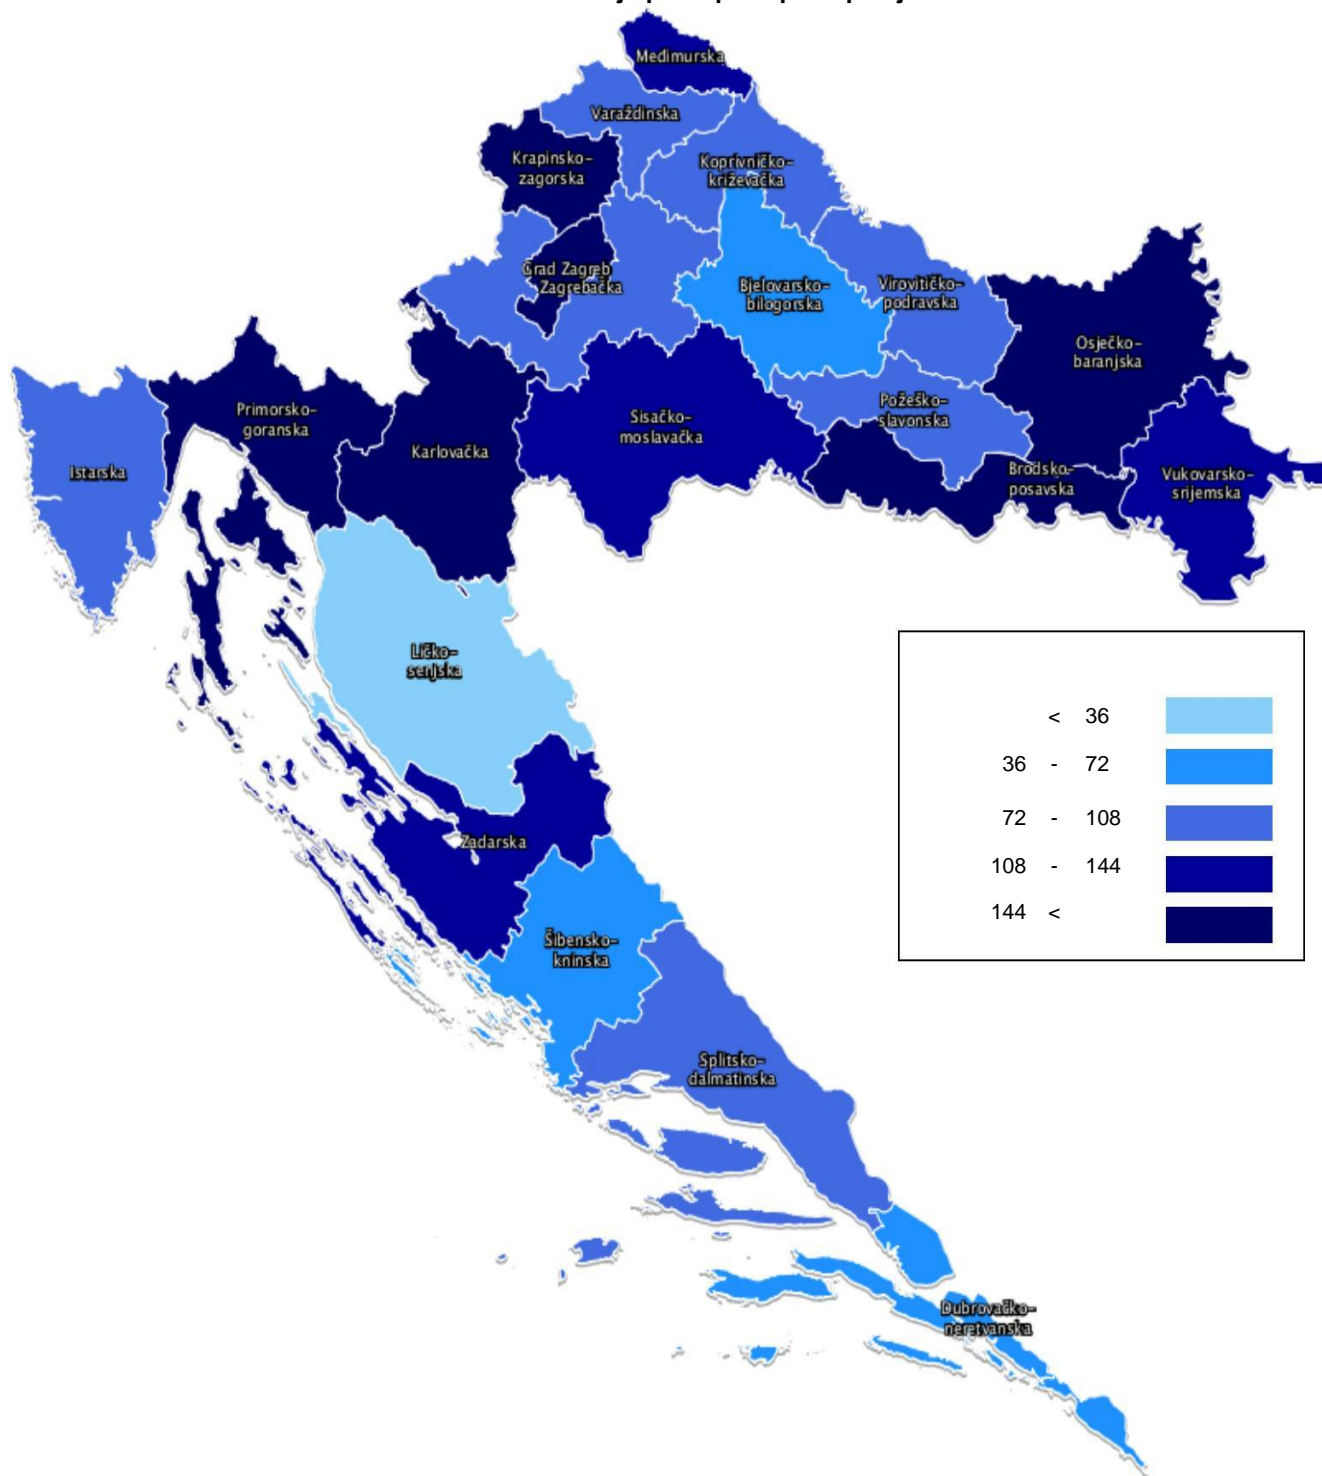 Međimurska
Varaždinska
Krapinsko-
zagorska
Koprivničko-
križevačka
Grad Zagreb
Zagrebačka
Bjelovarsko-
bilogorska
Virovitičko-
podravska
Osječko-
baranjska
Primorsko-
goranska
Karlovačka
Sisačko-
moslavačka
Požeško-
slavonska
Istarska
Brodsko-
posavska
Vukovarsko-
srijemska
Ličko-
senjska
< 36
36 - 72
72 - 108
108 - 144
144 <
Zadarska
Šibensko-
kninska
Splitsko-
dalmatinska
Dubrovačko-
neretvanska